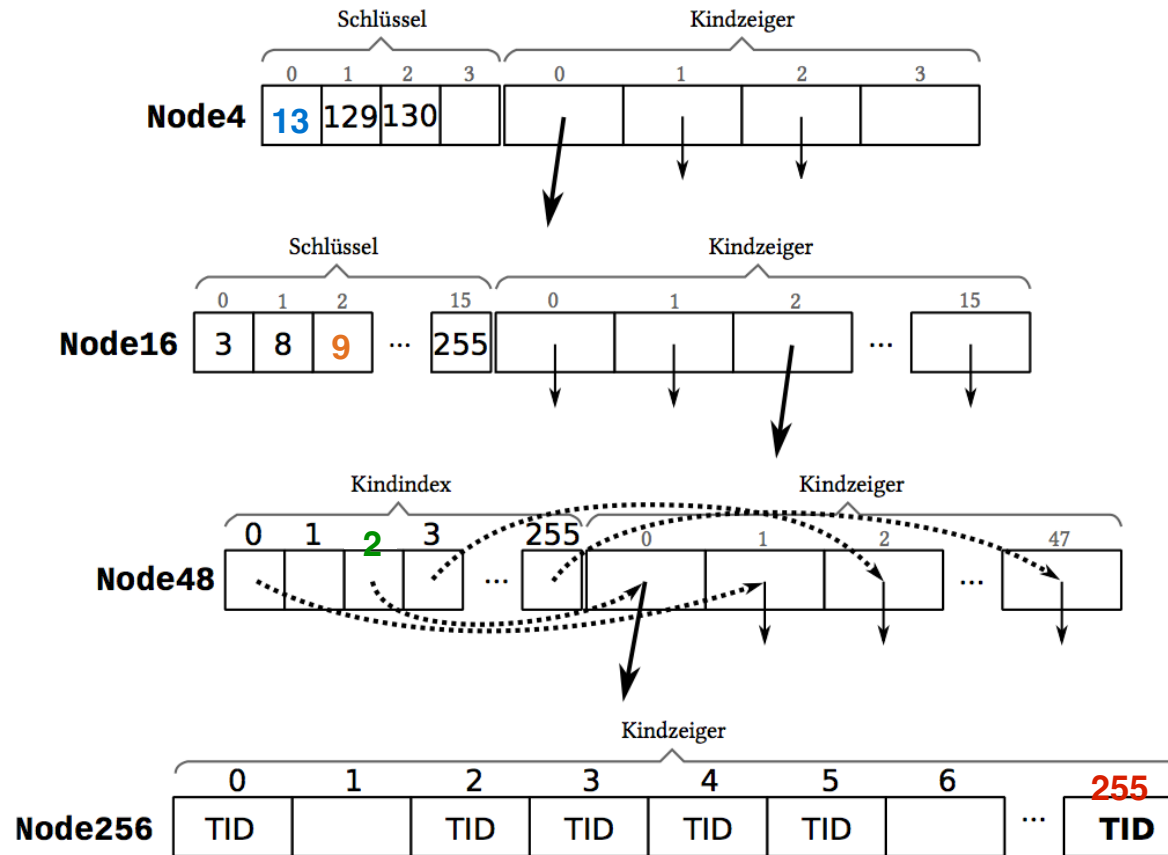 Schlüssel Kindzeiger
0 1 2 3 0 1 2 3
Node4 13 129 130
Schlüssel Kindzeiger
0 1 2 15 0 1 2 15
Node16 3 8 9 ... 255 ...
Kindindex Kindzeiger
0 1 2 3 255 0 1 2 47
Node48 ... ...
Kindzeiger
0 1 2 3 4 5 6 255
Node256 TID TID TID TID TID ... TID